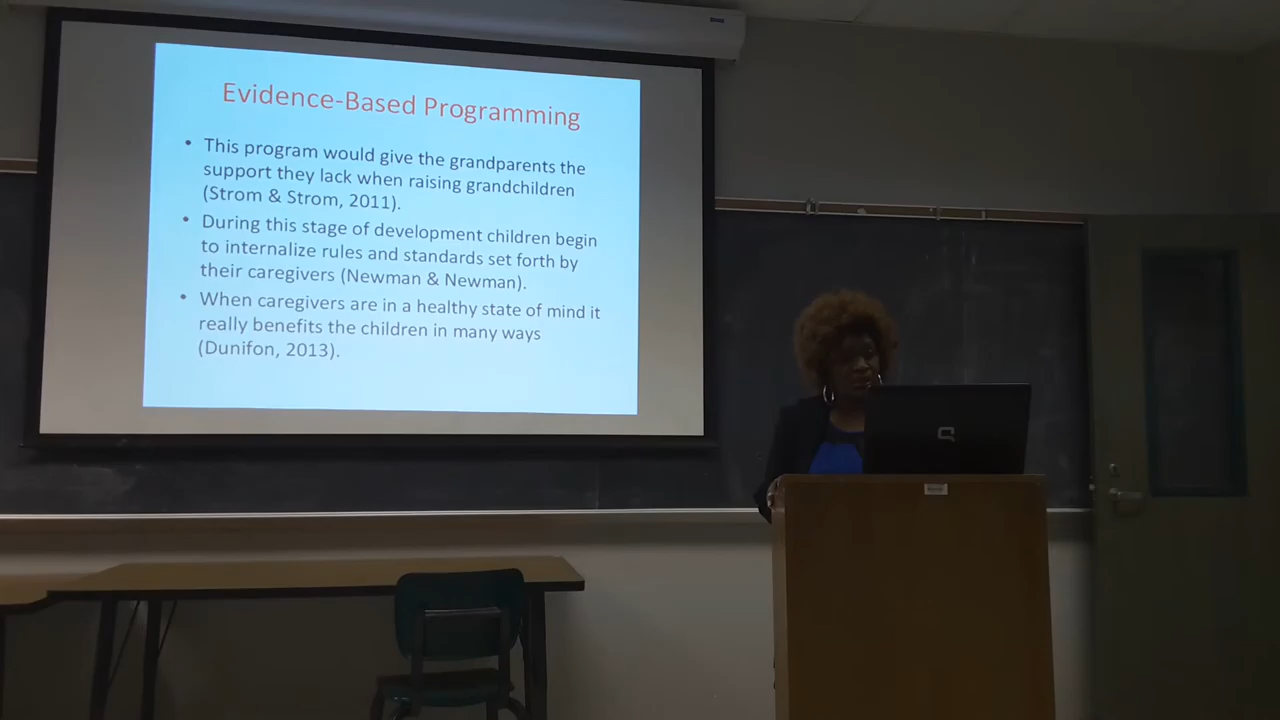 Evidence-Based Programming
• This program would give the grandparents the
support they lack when raising grandchildren
(Strom & Strom, 2011).
• During this stage of development children begin
to internalize rules and standards set forth by
their caregivers (Newman & Newman).
• When caregivers are in a healthy state of mind it
really benefits the children in many ways
(Dunifon, 2013).